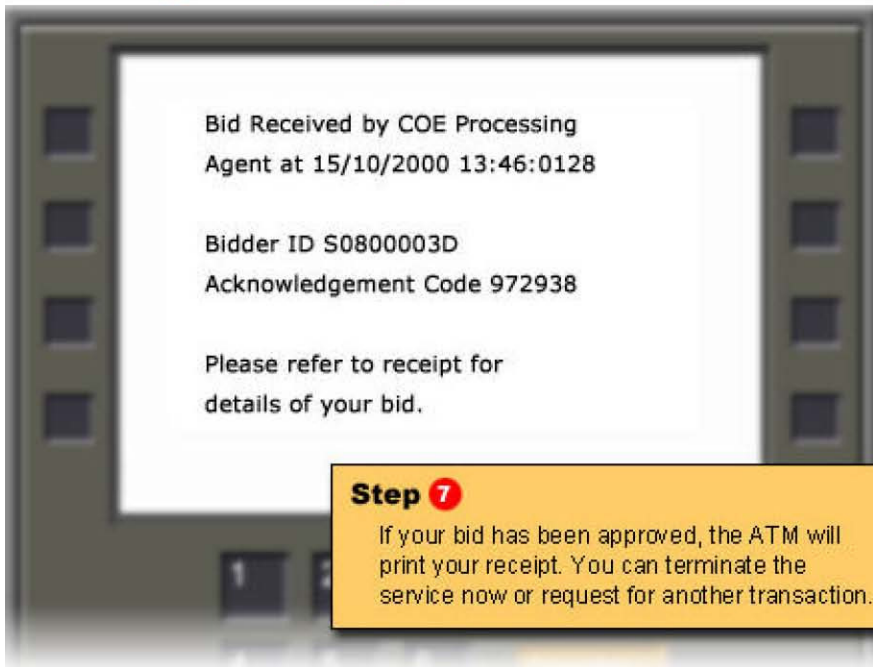 Bid Received by COE Processing
Agent at 15/10/2000 13:46:0128
Bidder ID S0800003D
Acknowledgement Code 972938
Please refer to receipt for
details of your bid.
Step 7
If your bid has been approved, the ATM will
print your receipt. You can terminate the
service now or request for another transaction.
1